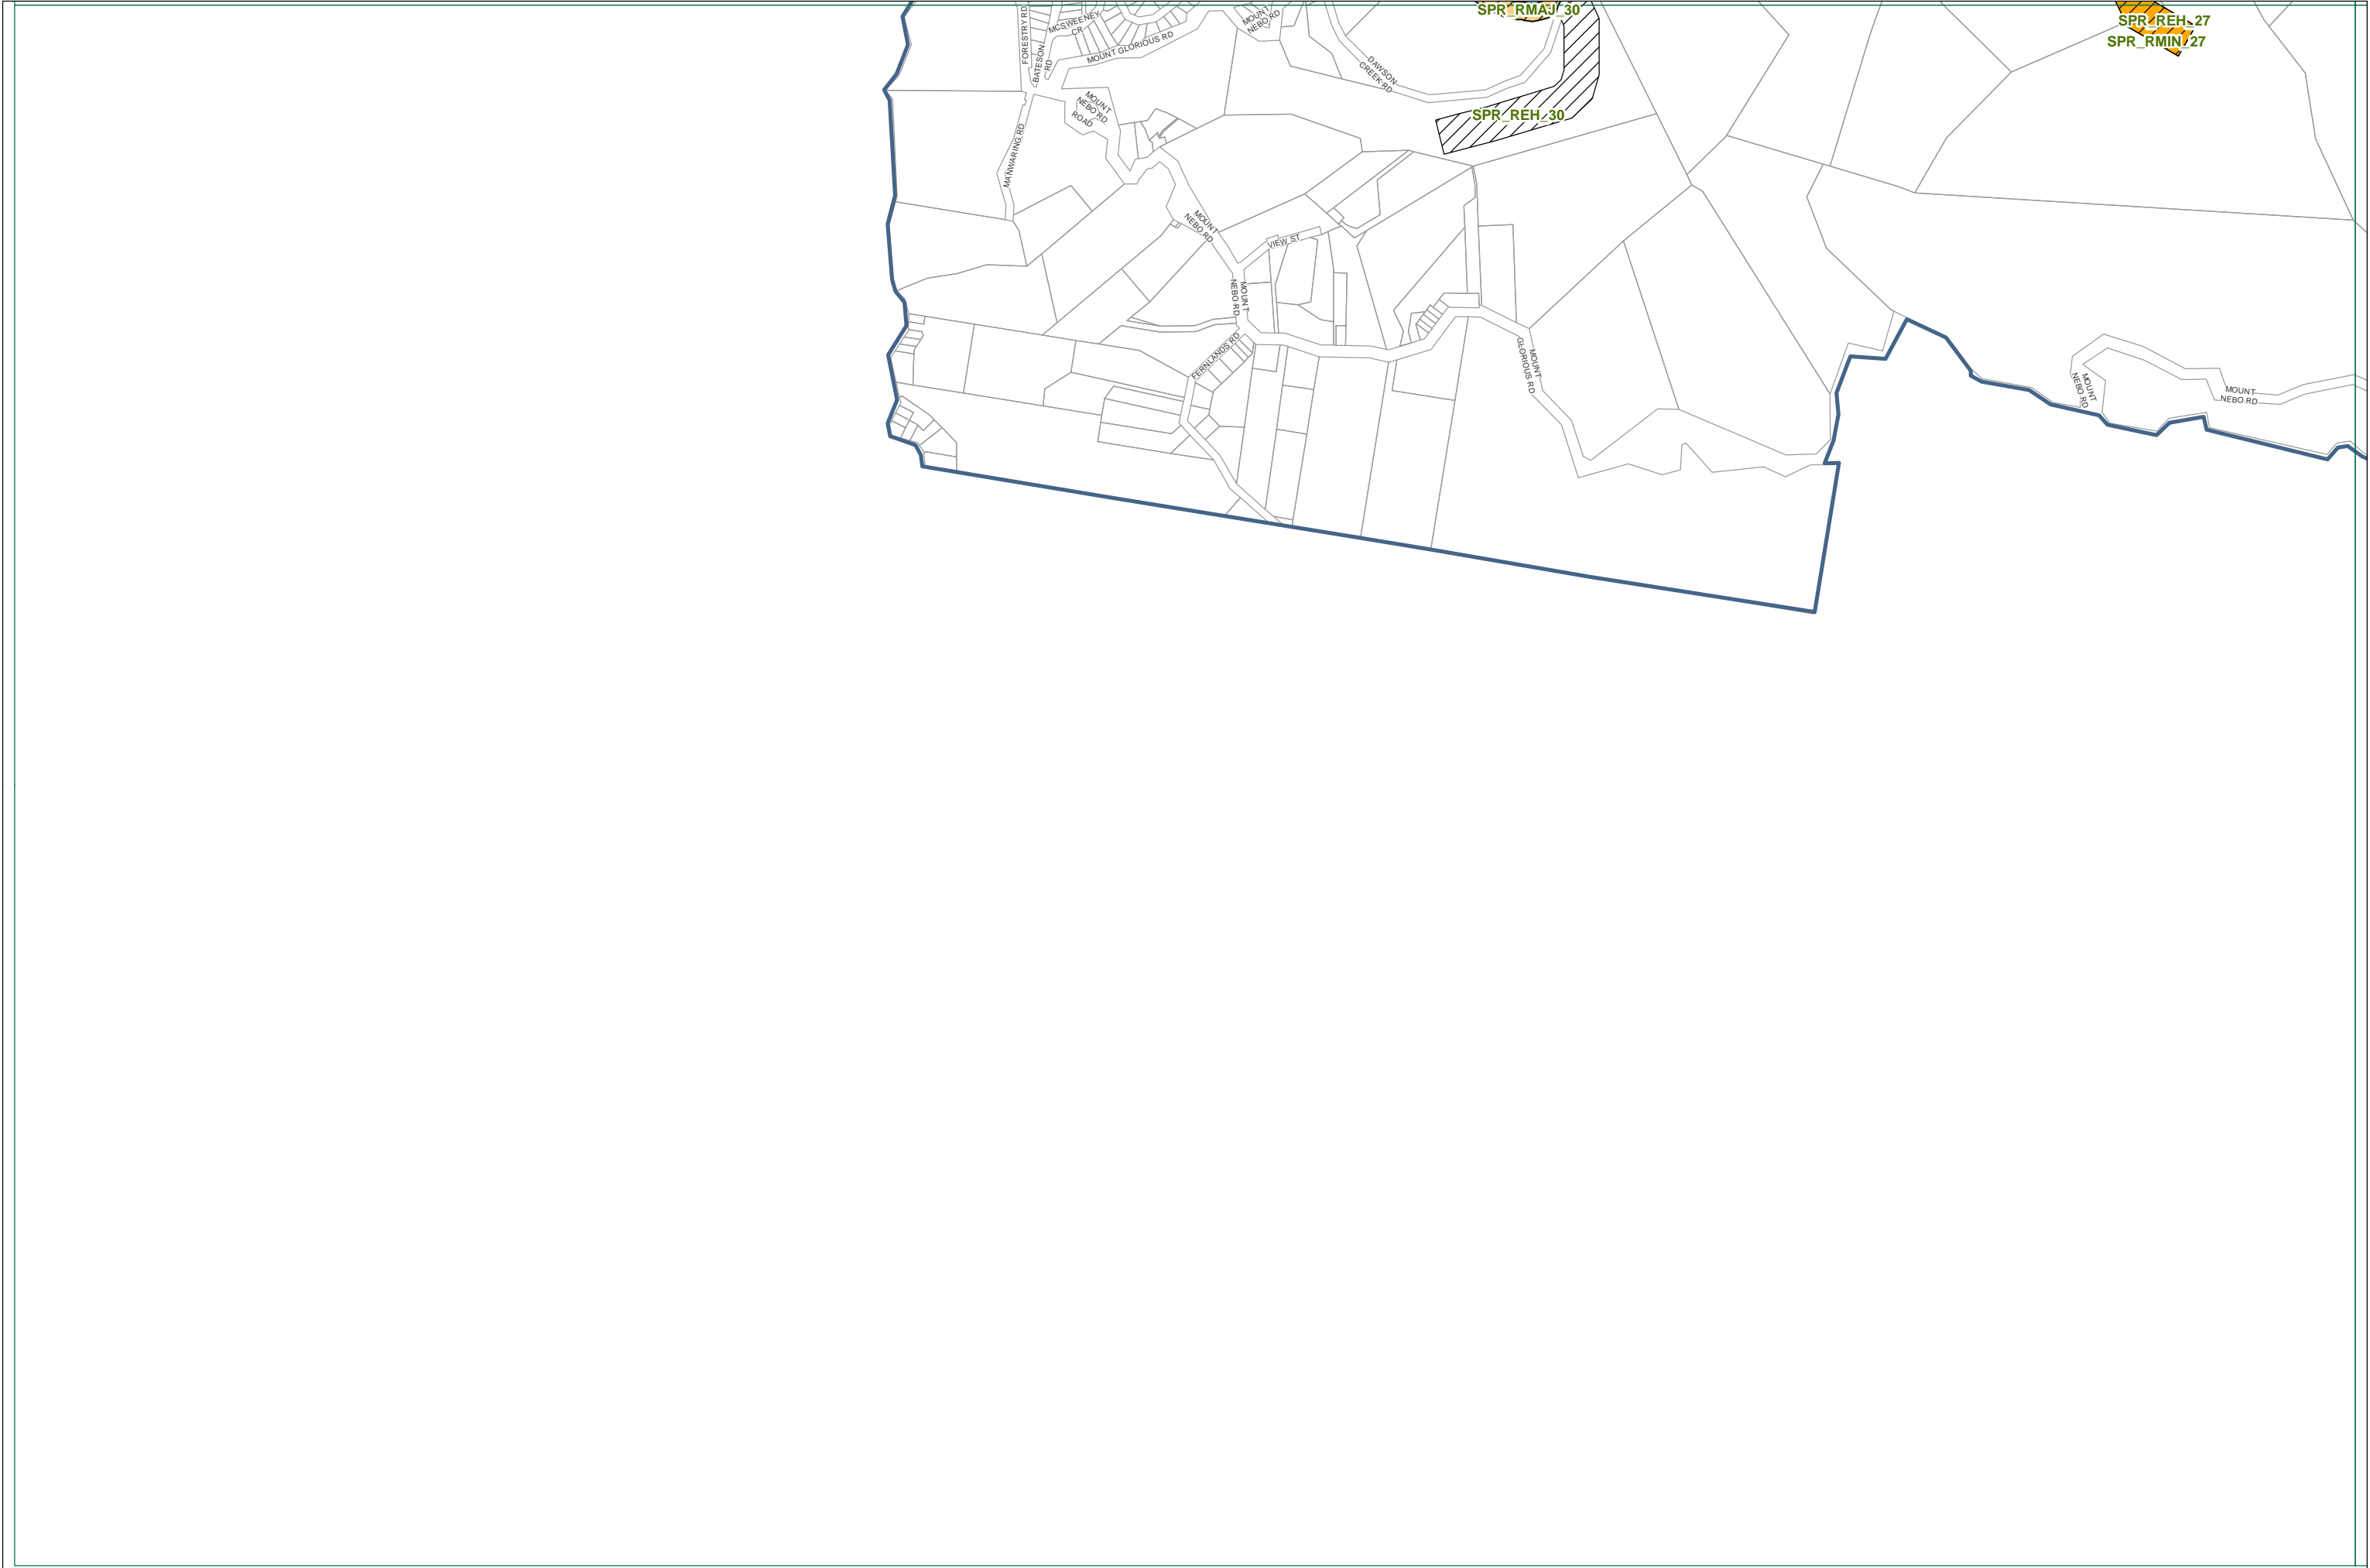 SPR_RMAJ_30
SPR_REH_27
SPR_RMIN_27
FORESTRY RD
MCSWEENEY
CR
BATESON
RD
MOUNT GLORIOUS RD
MOUNT
NEBO RD
DAWSON
CREEK RD
SPR_REH_30
MOUNT
NEBO RD
ROAD
MANWARING RD
MOUNT
NEBO RD
VIEW ST
MOUNT
NEBO RD
FERNLANDS RD
MOUNT
GLORIOUS RD
MOUNT
NEBO RD
MOUNT
NEBO RD